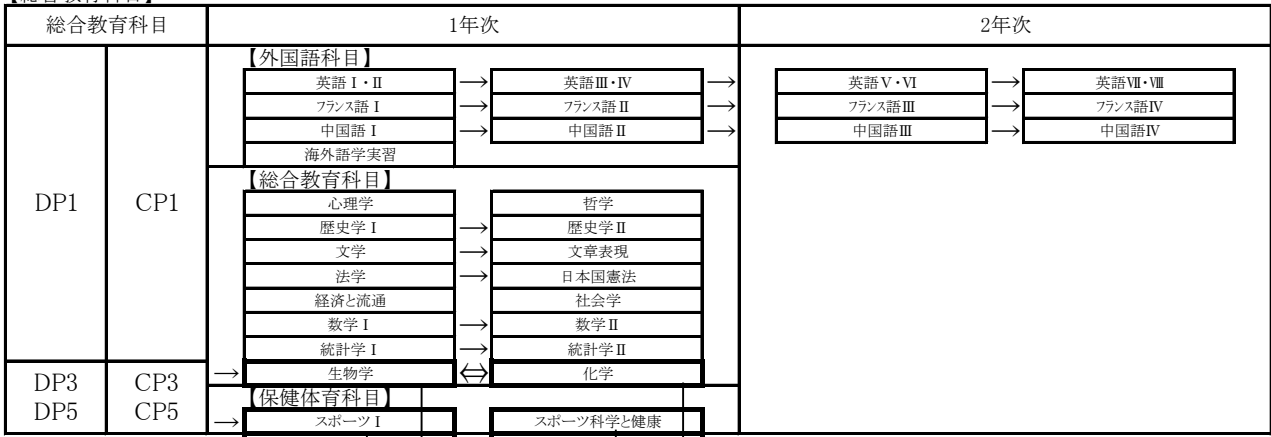 総合教育科目 1年次 2年次
【外国語科目】
英語Ⅰ・Ⅱ → 英語Ⅲ・Ⅳ → 英語Ⅴ・Ⅵ → 英語Ⅶ・Ⅷ
フランス語Ⅰ → フランス語Ⅱ → フランス語Ⅲ → フランス語Ⅳ
中国語Ⅰ → 中国語Ⅱ → 中国語Ⅲ → 中国語Ⅳ
海外語学実習
【総合教育科目】
DP1 CP1
心理学 哲学
歴史学Ⅰ → 歴史学Ⅱ
文学 → 文章表現
法学 → 日本国憲法
経済と流通 社会学
数学Ⅰ → 数学Ⅱ
統計学Ⅰ → 統計学Ⅱ
DP3 CP3
→ 生物学 ⇔ 化学
【保健体育科目】
DP5 CP5
→ スポーツⅠ スポーツ科学と健康